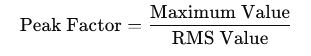 Peak Factor = Maximum Value / RMS Value